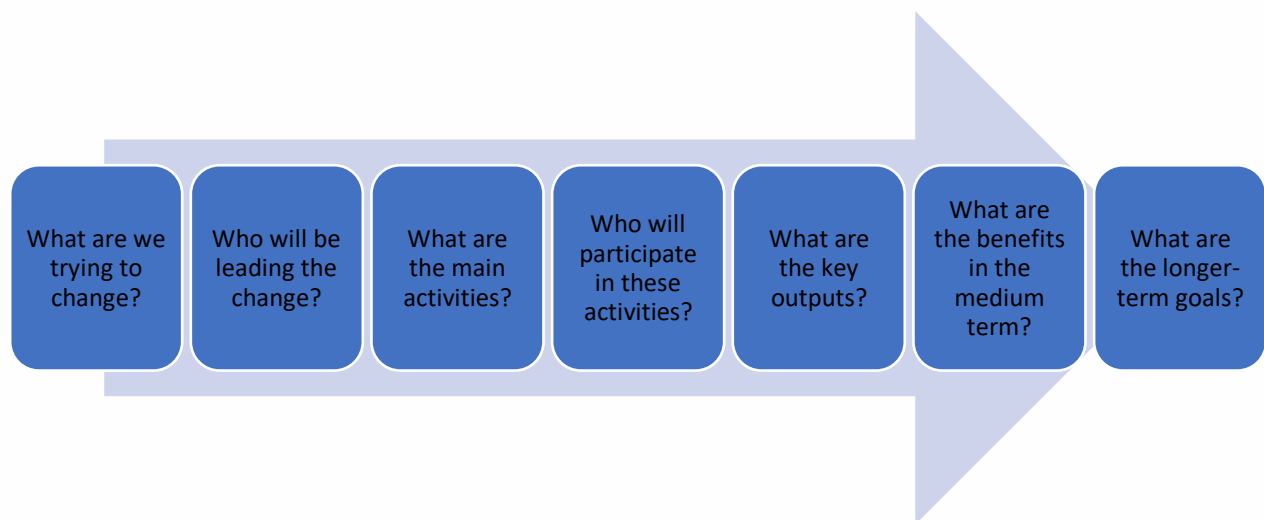 What are we
trying to
change?
Who will be
leading the
change?
What are
the main
activities?
Who will
participate
in these
activities?
What are
the key
outputs?
What are
the benefits
in the
medium
term?
What are
the longer-
term goals?